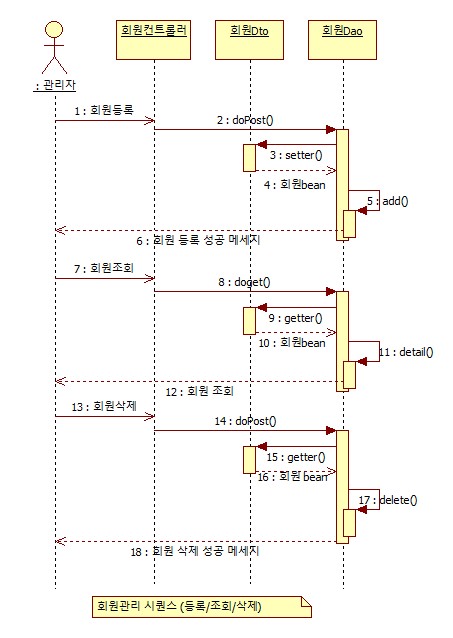 회원컨트롤러
회원Dto
회원Dao
: 관리자
1 : 회원등록
2 : doPost()
3 : setter()
4 : 회원bean
5 : add()
6 : 회원 등록 성공 메세지
7 : 회원조회
8 : doget()
9 : getter()
10 : 회원bean
11 : detail()
12 : 회원 조회
13 : 회원삭제
14 : doPost()
15 : getter()
16 : 회원 bean
17 : delete()
18 : 회원 삭제 성공 메세지
회원관리 시퀀스 (등록/조회/삭제)